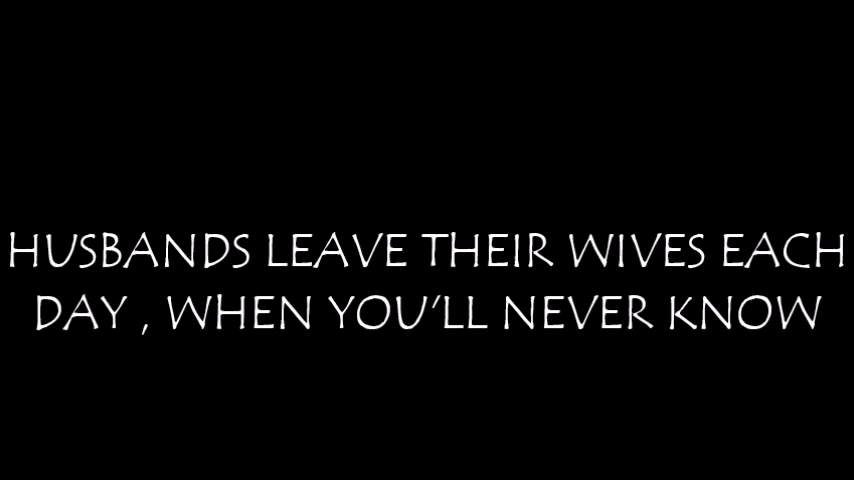 HUSBANDS LEAVE THEIR WIVES EACH
DAY , WHEN YOU'LL NEVER KNOW